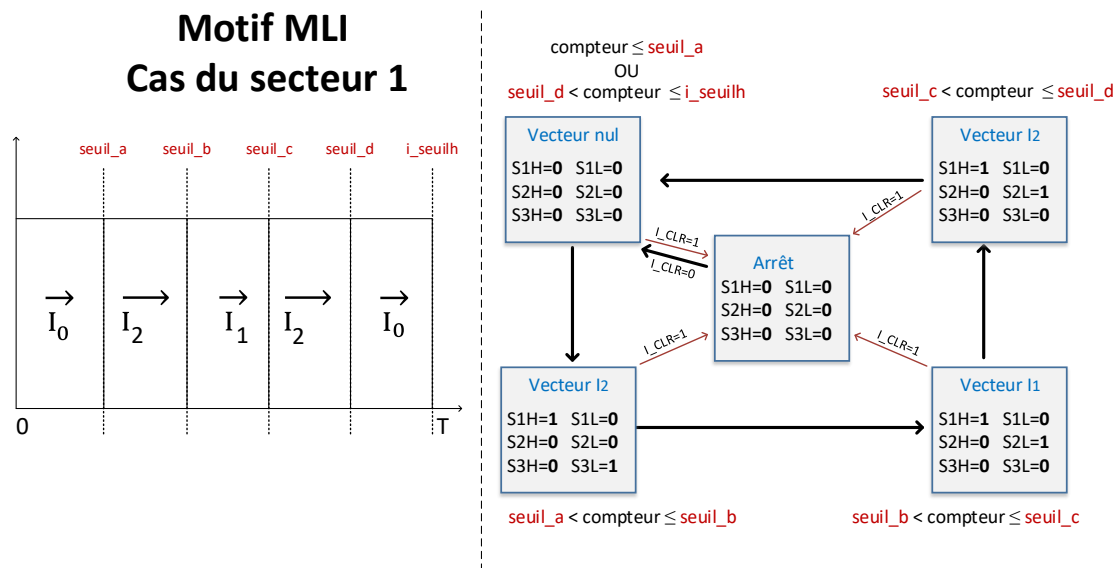 Motif MLI
Cas du secteur 1
seuil_a seuil_b seuil_c seuil_d i_seuilh
I0 I2 I1 I2 I0
0 T
compteur ≤ seuil_a
OU
seuil_d < compteur ≤ i_seuilh
Vecteur nul
S1H=0 S1L=0
S2H=0 S2L=0
S3H=0 S3L=0
seuil_c < compteur ≤ seuil_d
Vecteur I2
S1H=1 S1L=0
S2H=0 S2L=1
S3H=0 S3L=0
I_CLR=1
I_CLR=0
I_CLR=1
Arrêt
S1H=0 S1L=0
S2H=0 S2L=0
S3H=0 S3L=0
I_CLR=1
I_CLR=1
Vecteur I2
S1H=1 S1L=0
S2H=0 S2L=0
S3H=0 S3L=1
seuil_a < compteur ≤ seuil_b
Vecteur I1
S1H=1 S1L=0
S2H=0 S2L=1
S3H=0 S3L=0
seuil_b < compteur ≤ seuil_c